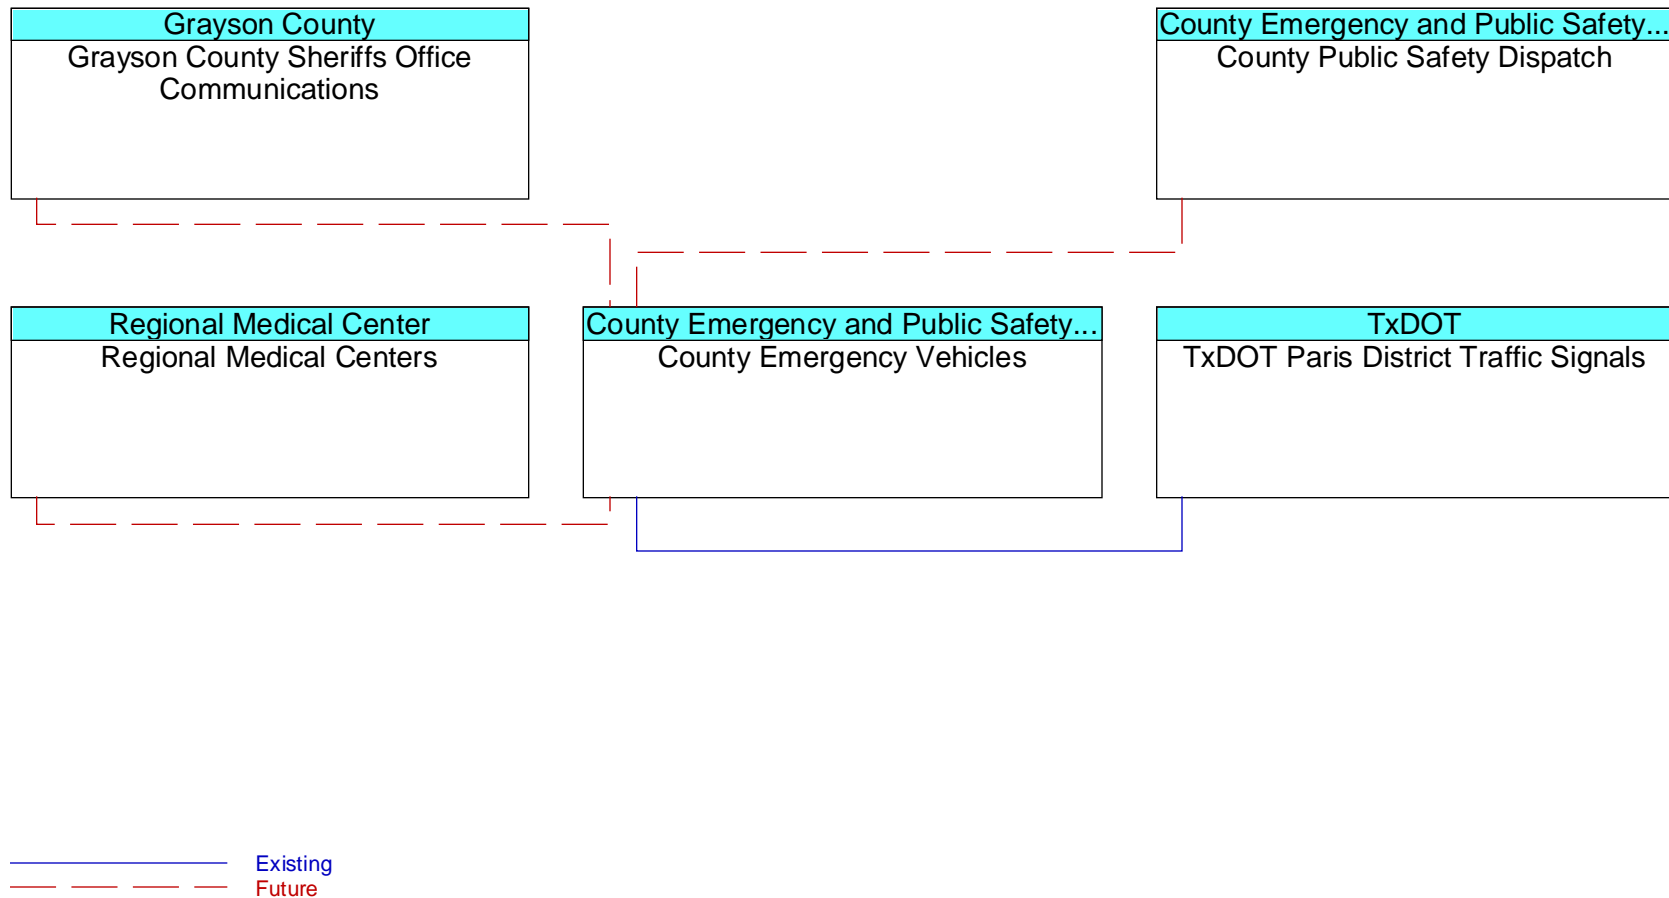 Grayson County
Grayson County Sheriffs Office
Communications
County Emergency and Public Safety...
County Public Safety Dispatch
Regional Medical Center
Regional Medical Centers
County Emergency and Public Safety...
County Emergency Vehicles
TxDOT
TxDOT Paris District Traffic Signals
Existing
Future